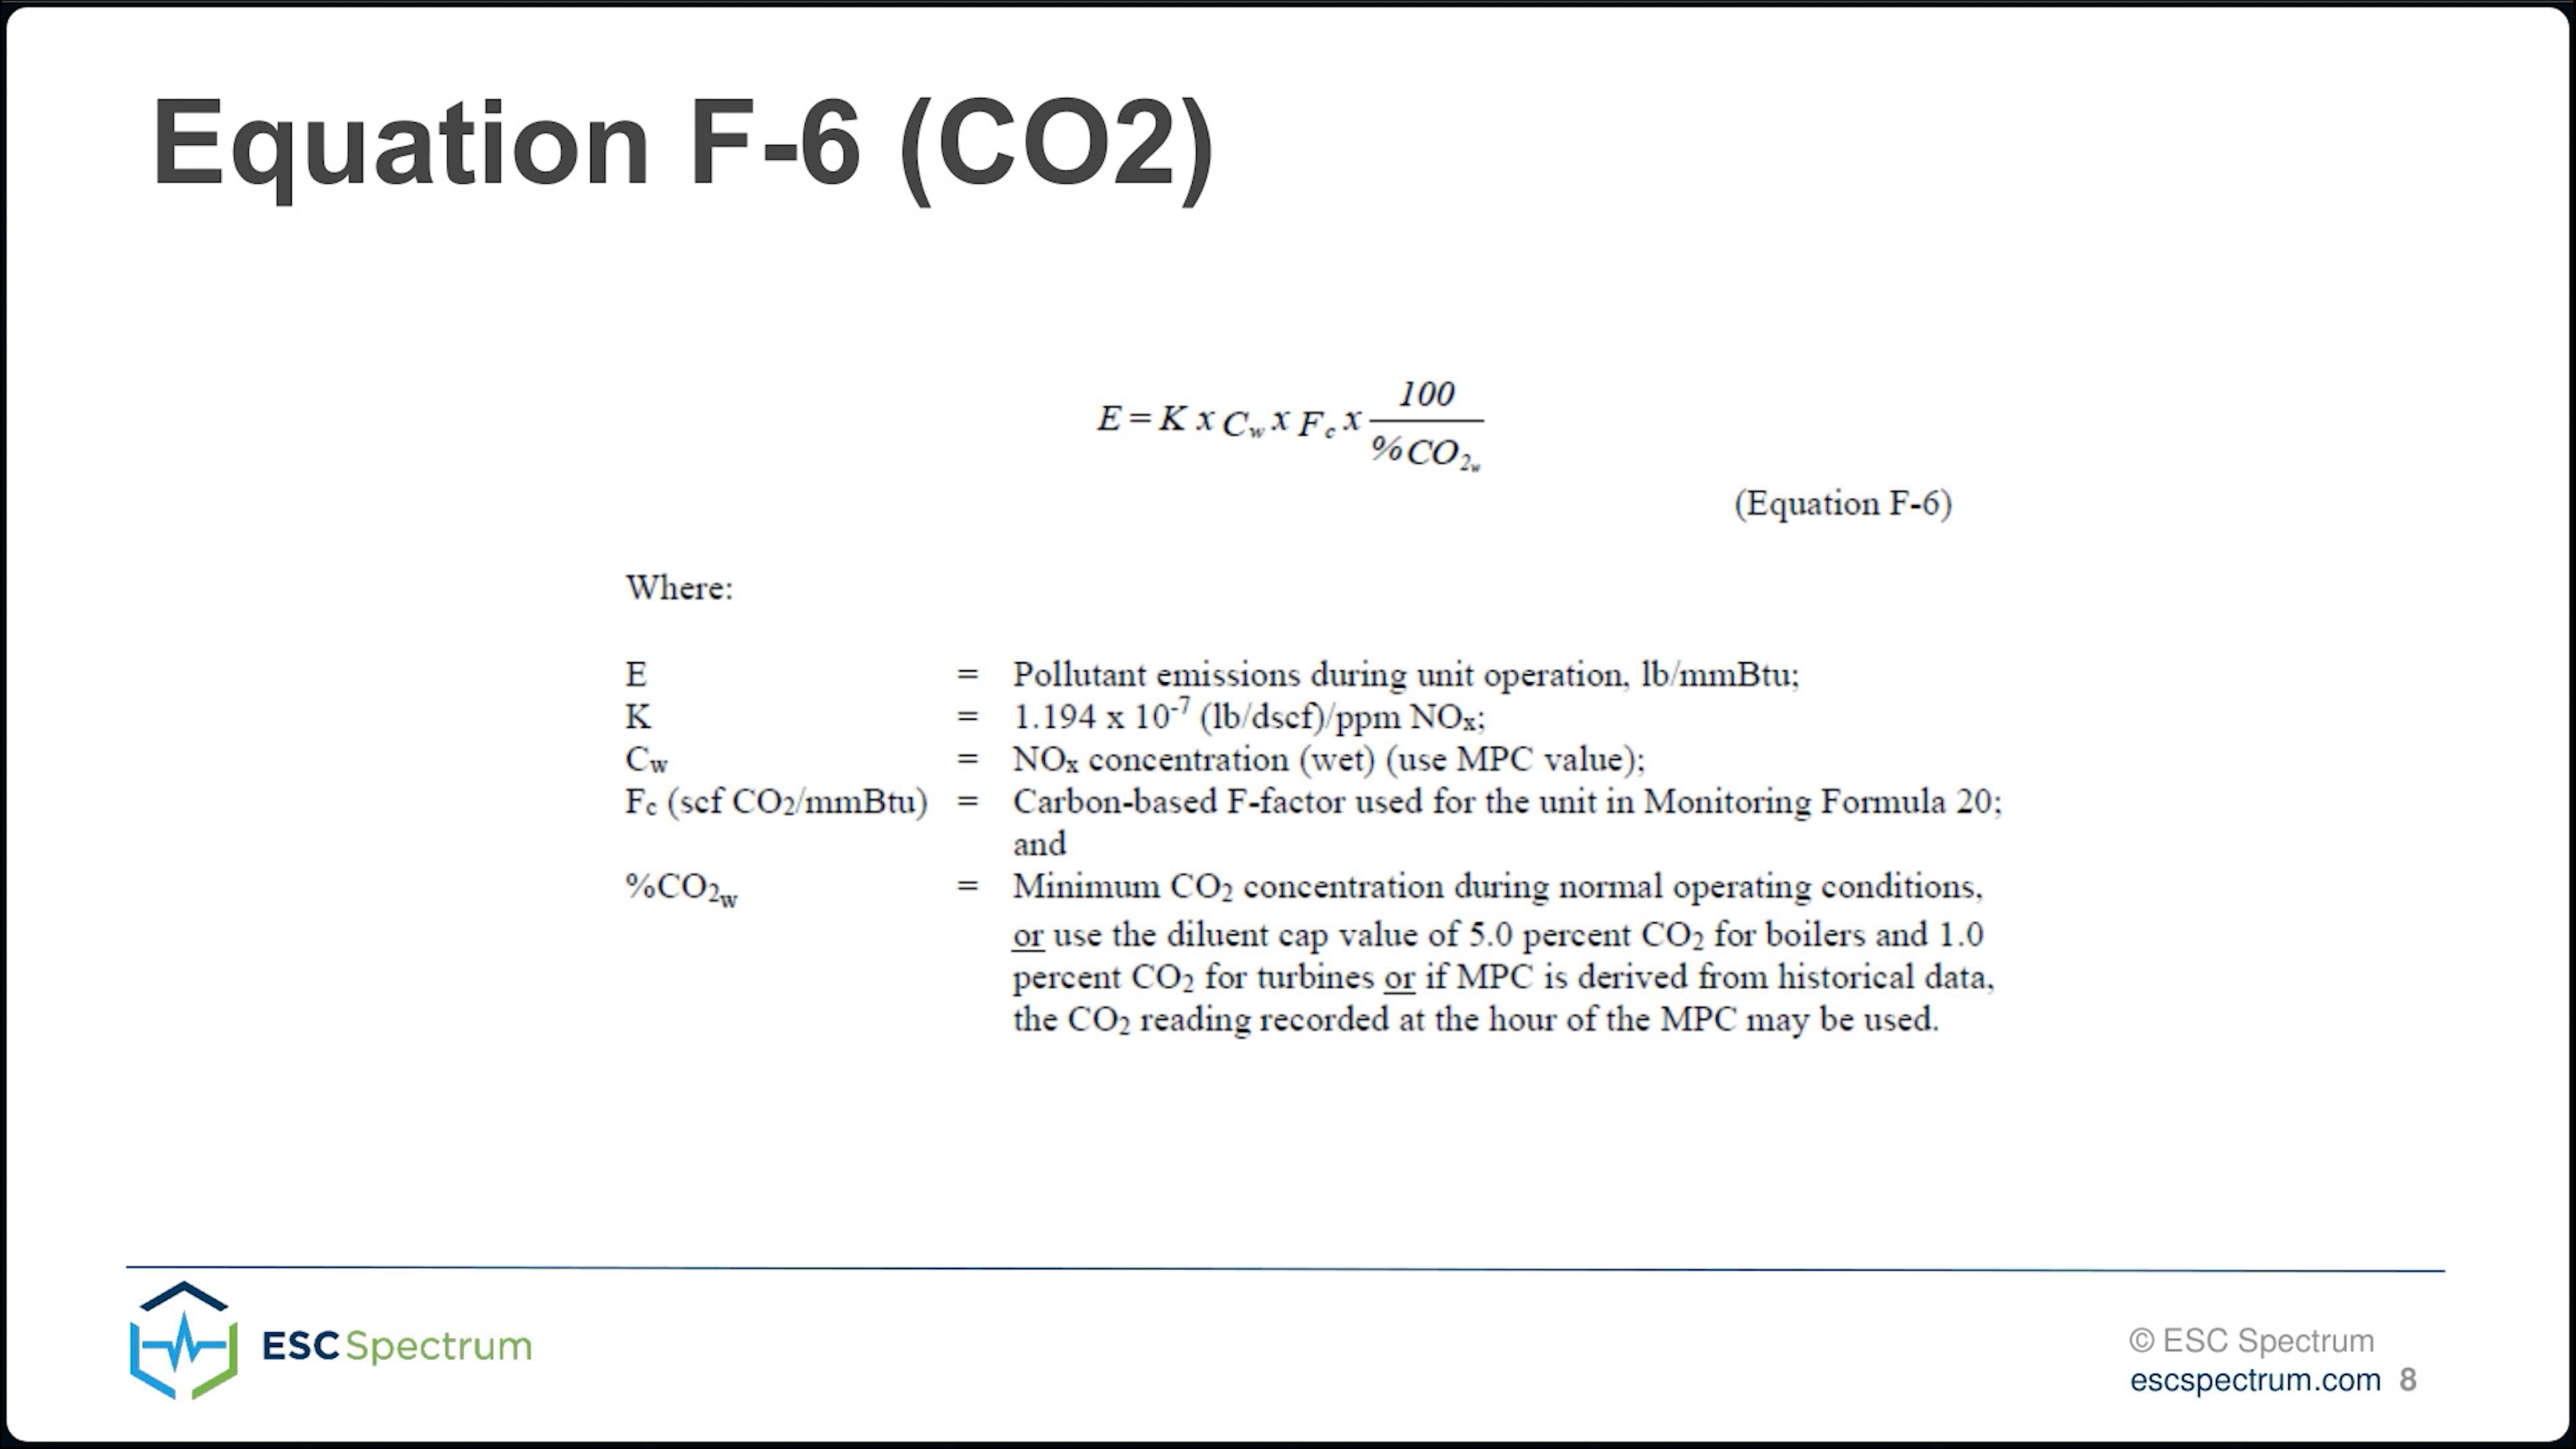 Equation F-6 (CO2)
E = K x C_w x F_c x 100 / %CO_2w
(Equation F-6)
Where:
E = Pollutant emissions during unit operation, lb/mmBtu;
K = 1.194 x 10^-7 (lb/dscf)/ppm NOx;
Cw = NOx concentration (wet) (use MPC value);
Fc (scf CO2/mmBtu) = Carbon-based F-factor used for the unit in Monitoring Formula 20;
and
%CO2w = Minimum CO2 concentration during normal operating conditions,
or use the diluent cap value of 5.0 percent CO2 for boilers and 1.0
percent CO2 for turbines or if MPC is derived from historical data,
the CO2 reading recorded at the hour of the MPC may be used.
ESC Spectrum
© ESC Spectrum
escspectrum.com 8